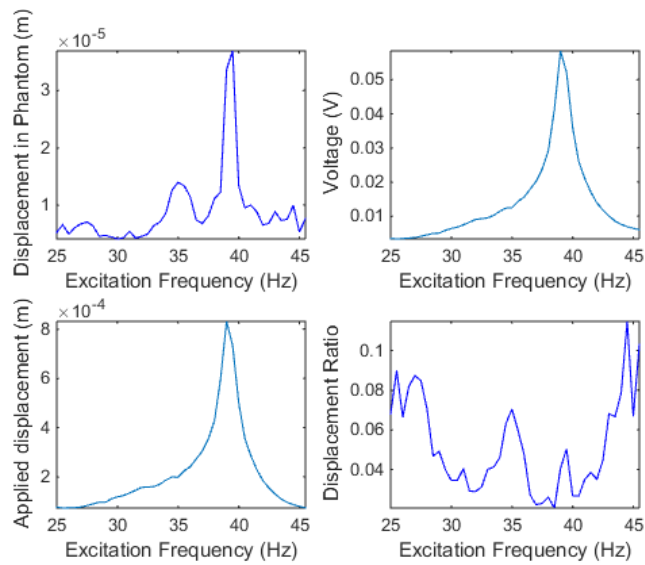 × 10⁻⁵
Displacement in Phantom (m)
3
2
1
25 30 35 40 45
Excitation Frequency (Hz)
Voltage (V)
0.05
0.04
0.03
0.02
0.01
25 30 35 40 45
Excitation Frequency (Hz)
× 10⁻⁴
Applied displacement (m)
8
6
4
2
25 30 35 40 45
Excitation Frequency (Hz)
Displacement Ratio
0.1
0.08
0.06
0.04
25 30 35 40 45
Excitation Frequency (Hz)